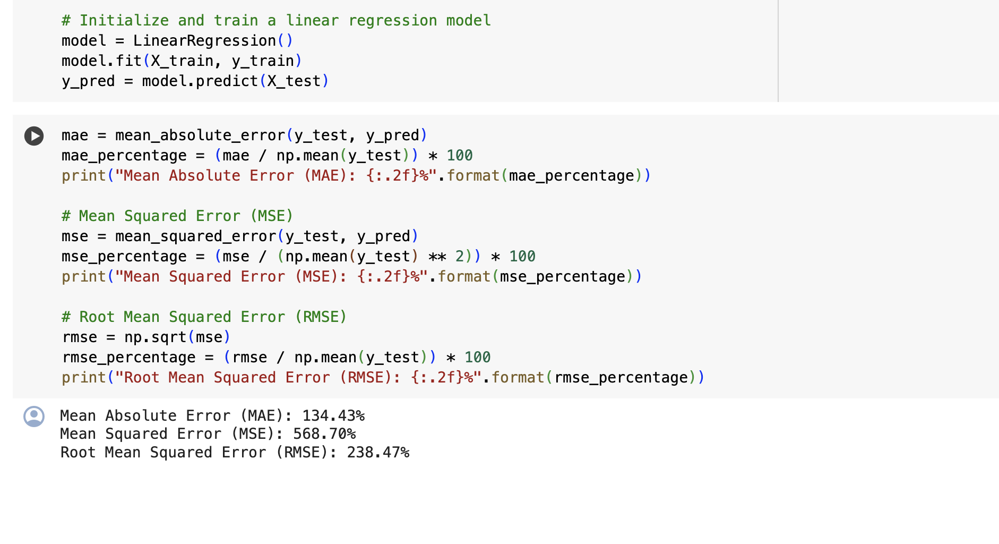 # Initialize and train a linear regression model
model = LinearRegression()
model.fit(X_train, y_train)
y_pred = model.predict(X_test)
mae = mean_absolute_error(y_test, y_pred)
mae_percentage = (mae / np.mean(y_test)) * 100
print("Mean Absolute Error (MAE): {:.2f}%".format(mae_percentage))
# Mean Squared Error (MSE)
mse = mean_squared_error(y_test, y_pred)
mse_percentage = (mse / (np.mean(y_test) ** 2)) * 100
print("Mean Squared Error (MSE): {:.2f}%".format(mse_percentage))
# Root Mean Squared Error (RMSE)
rmse = np.sqrt(mse)
rmse_percentage = (rmse / np.mean(y_test)) * 100
print("Root Mean Squared Error (RMSE): {:.2f}%".format(rmse_percentage))
Mean Absolute Error (MAE): 134.43%
Mean Squared Error (MSE): 568.70%
Root Mean Squared Error (RMSE): 238.47%